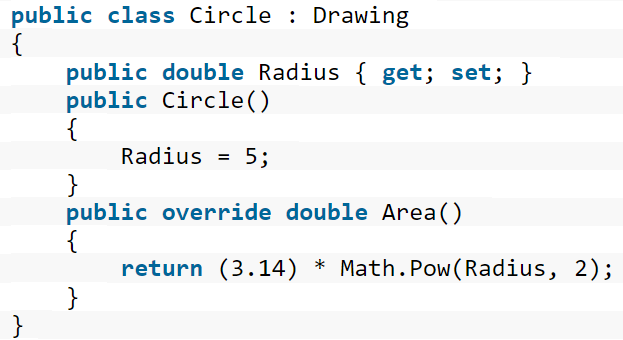 public class Circle : Drawing
{
    public double Radius { get; set; }
    public Circle()
    {
        Radius = 5;
    }
    public override double Area()
    {
        return (3.14) * Math.Pow(Radius, 2);
    }
}